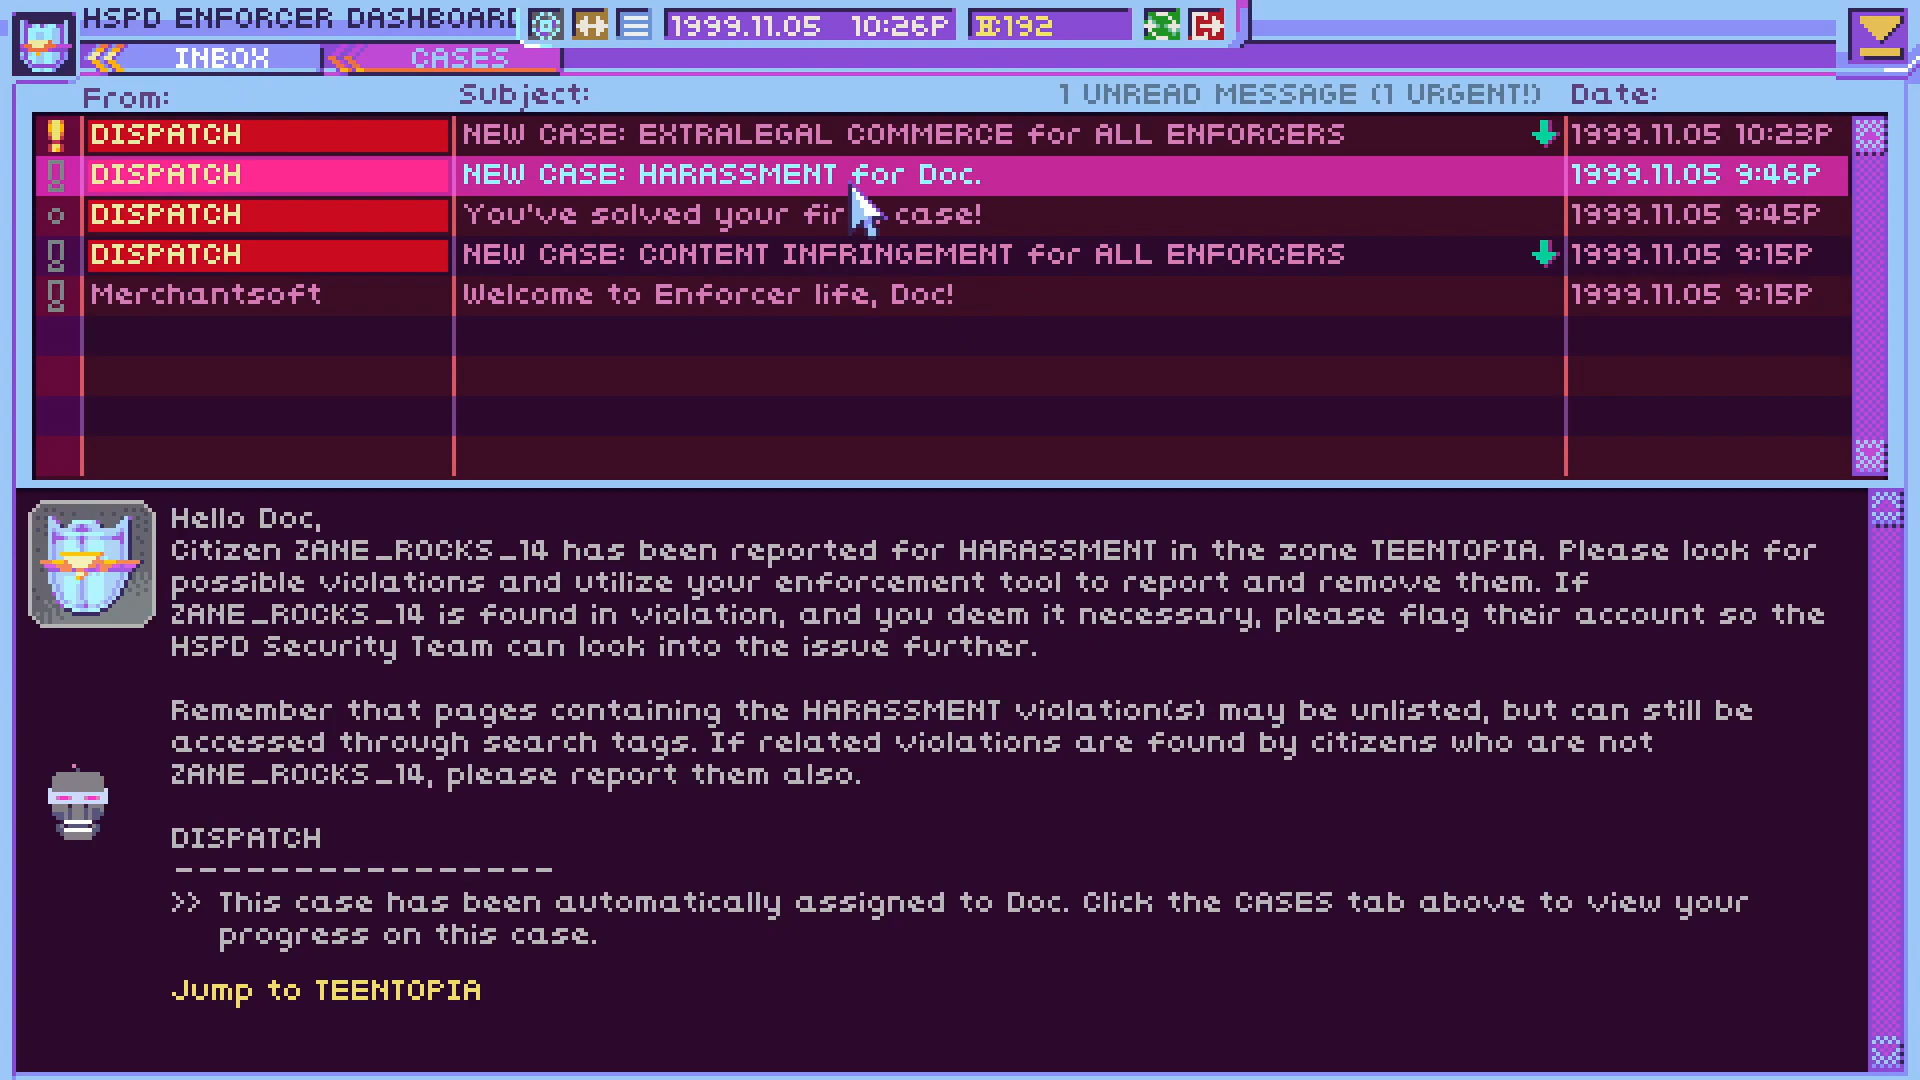 HSPD ENFORCER DASHBOARD
1999.11.05 10:26P
192
INBOX
CASES
From:
Subject:
1 UNREAD MESSAGE (1 URGENT!)
Date:
DISPATCH NEW CASE: EXTRALEGAL COMMERCE for ALL ENFORCERS 1999.11.05 10:23P
DISPATCH NEW CASE: HARASSMENT for Doc. 1999.11.05 9:46P
DISPATCH You've solved your case! 1999.11.05 9:45P
DISPATCH NEW CASE: CONTENT INFRINGEMENT for ALL ENFORCERS 1999.11.05 9:15P
Merchantsoft Welcome to Enforcer life, Doc! 1999.11.05 9:15P
Hello Doc,
Citizen ZANE_ROCKS_14 has been reported for HARASSMENT in the zone TEENTOPIA. Please look for
possible violations and utilize your enforcement tool to report and remove them. If
ZANE_ROCKS_14 is found in violation, and you deem it necessary, please flag their account so the
HSPD Security Team can look into the issue further.
Remember that pages containing the HARASSMENT violation(s) may be unlisted, but can still be
accessed through search tags. If related violations are found by citizens who are not
ZANE_ROCKS_14, please report them also.
DISPATCH
----------------
>> This case has been automatically assigned to Doc. Click the CASES tab above to view your
progress on this case.
Jump to TEENTOPIA